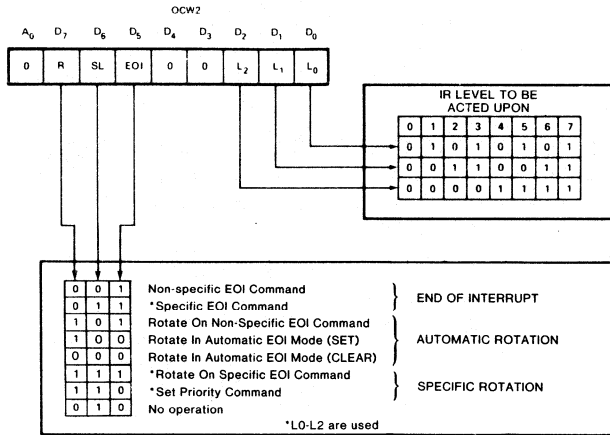 OCW2
A0 D7 D6 D5 D4 D3 D2 D1 D0
0 R SL EOI 0 0 L2 L1 L0
IR LEVEL TO BE
ACTED UPON
0 1 2 3 4 5 6 7
0 1 0 1 0 1 0 1
0 0 1 1 0 0 1 1
0 0 0 0 1 1 1 1
0 0 1 Non-specific EOI Command
0 1 1 *Specific EOI Command
END OF INTERRUPT
1 0 1 Rotate On Non-Specific EOI Command
1 0 0 Rotate In Automatic EOI Mode (SET)
0 0 0 Rotate In Automatic EOI Mode (CLEAR)
AUTOMATIC ROTATION
1 1 1 *Rotate On Specific EOI Command
1 1 0 *Set Priority Command
SPECIFIC ROTATION
0 1 0 No operation
*L0-L2 are used